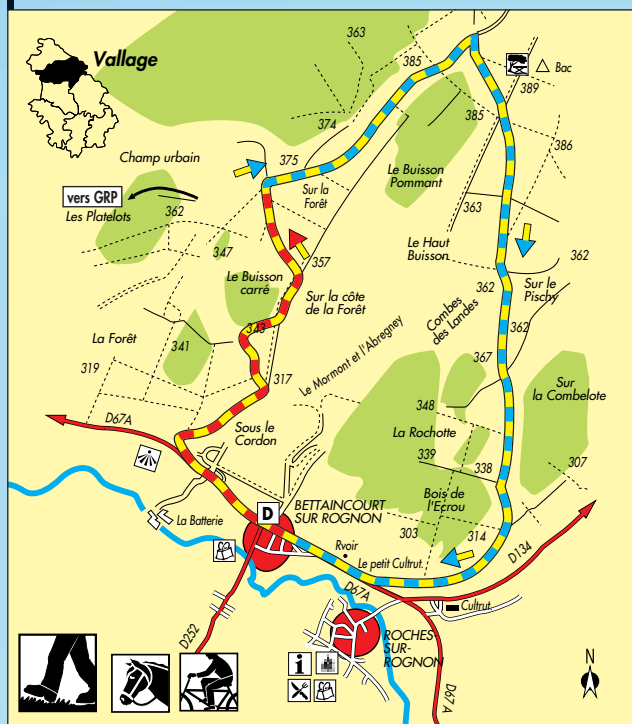 Vallage
363
385
Bac
389
374
385
386
Champ urbain
375
Le Buisson
Pommant
vers GRP
Sur la
Forêt
Les Platelots
362
363
347
Le Haut
Buisson
357
362
Le Buisson
carré
Sur la côte
de la Forêt
362
Sur le
Pischy
Combes
des Landes
343
362
La Forêt
341
319
367
317
Le Mormont et l'Abregney
Sur
la Combelote
348
D67A
Sous le
Cordon
La Rochotte
339
338
307
Bois de
l'Ecrou
D
BETTAINCOURT
SUR ROGNON
La Batterie
303
314
Rvoir
Le petit Cultrut.
D134
D67A
Cultrut
D252
ROCHES-
SUR-
ROGNON
i
N
D67A